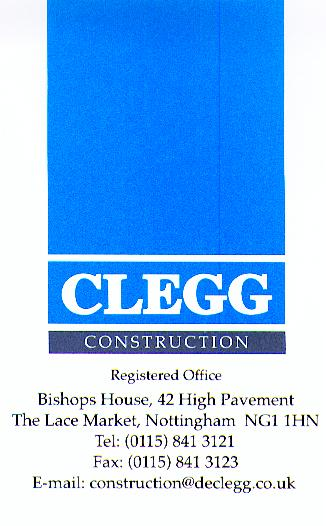 CLEGG
CONSTRUCTION
Registered Office
Bishops House, 42 High Pavement
The Lace Market, Nottingham NG1 1HN
Tel: (0115) 841 3121
Fax: (0115) 841 3123
E-mail: construction@declegg.co.uk